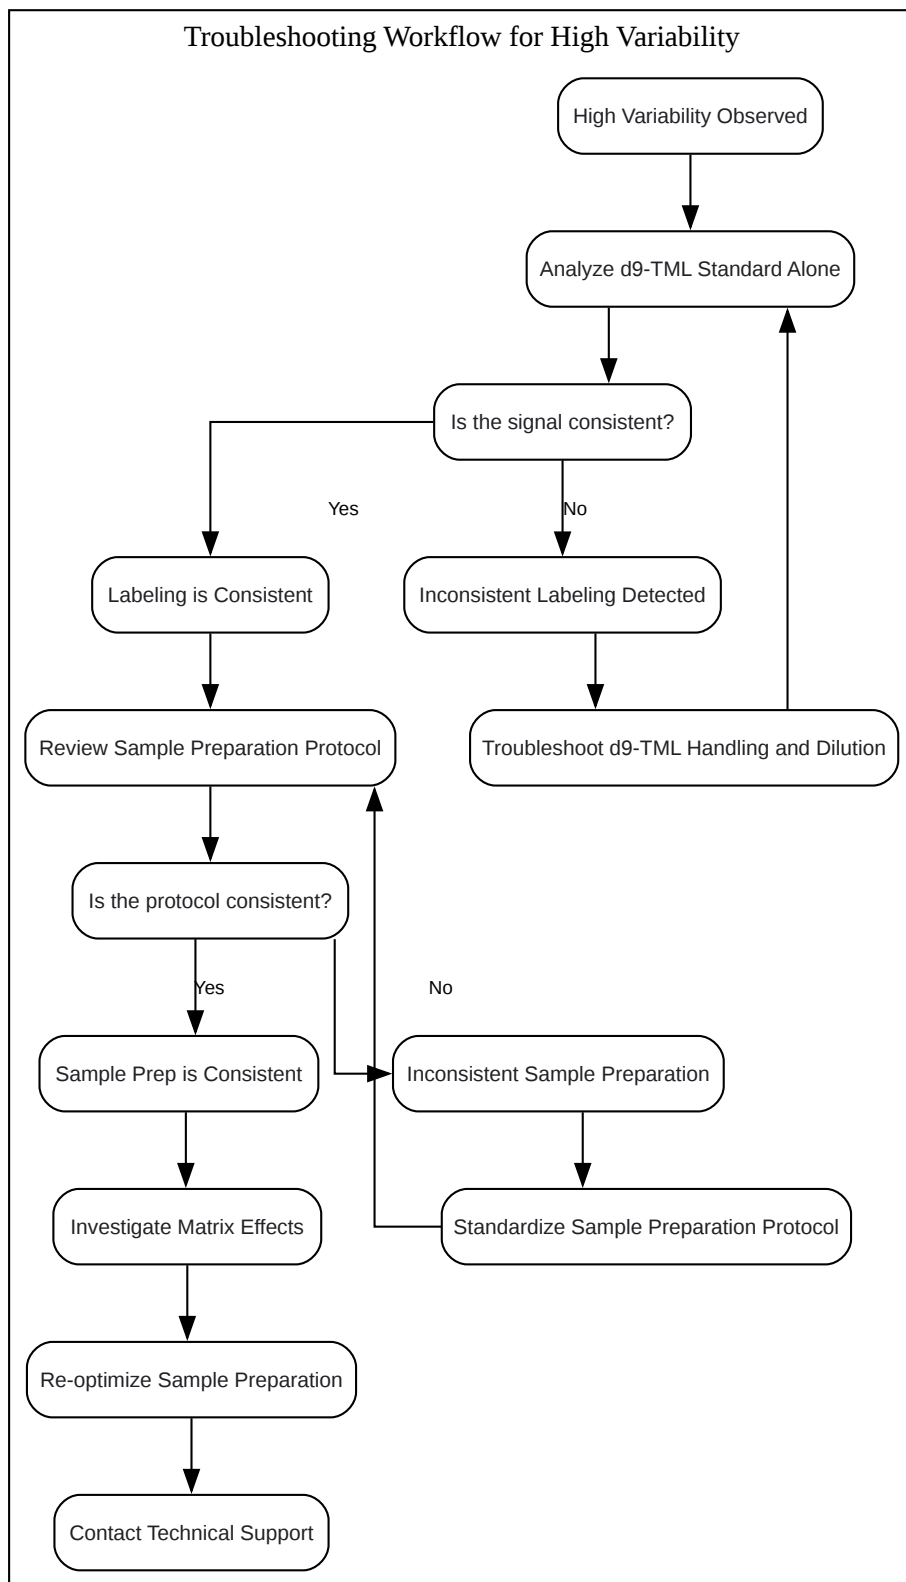 Troubleshooting Workflow for High Variability
High Variability Observed
Analyze d9-TML Standard Alone
Is the signal consistent?
Yes
No
Labeling is Consistent
Inconsistent Labeling Detected
Review Sample Preparation Protocol
Troubleshoot d9-TML Handling and Dilution
Is the protocol consistent?
Yes
No
Sample Prep is Consistent
Inconsistent Sample Preparation
Investigate Matrix Effects
Standardize Sample Preparation Protocol
Re-optimize Sample Preparation
Contact Technical Support